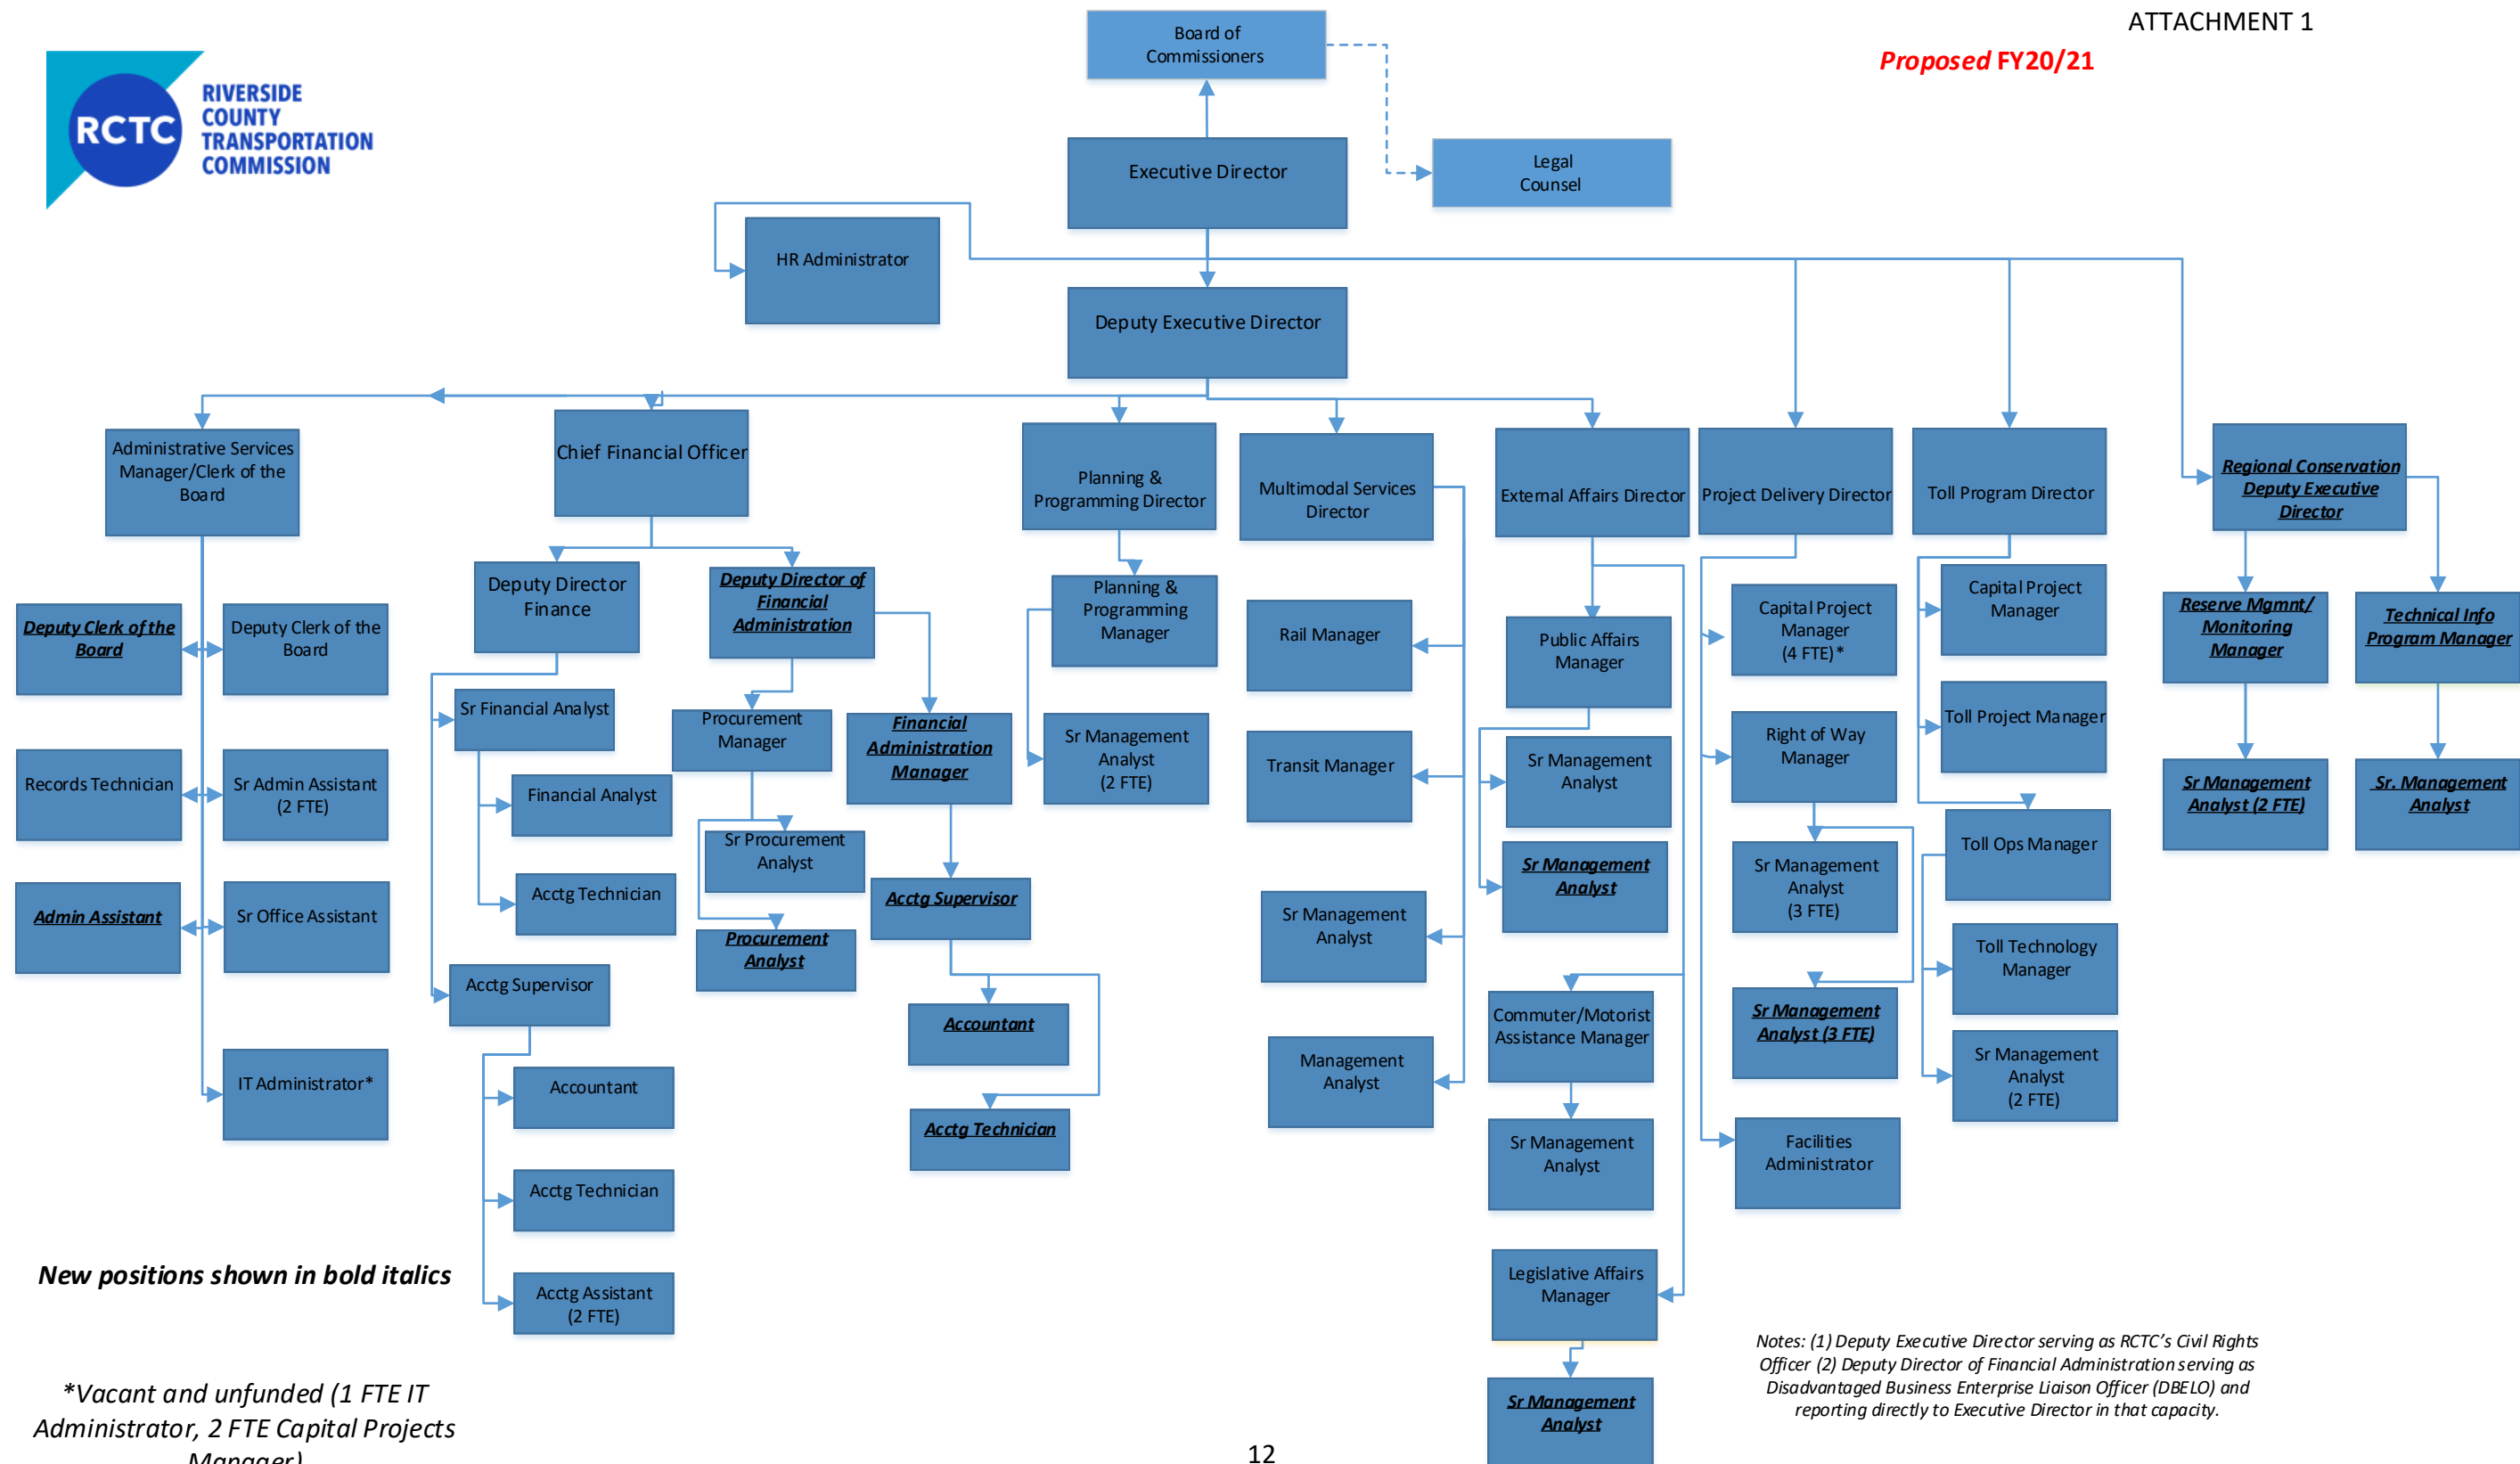 ATTACHMENT 1
Proposed FY20/21
RCTC
RIVERSIDE
COUNTY
TRANSPORTATION
COMMISSION
Board of
Commissioners
Executive Director
Legal
Counsel
HR Administrator
Deputy Executive Director
Administrative Services
Manager/Clerk of the
Board
Chief Financial Officer
Planning &
Programming Director
Multimodal Services
Director
External Affairs Director
Project Delivery Director
Toll Program Director
Regional Conservation
Deputy Executive
Director
Deputy Clerk of the
Board
Deputy Clerk of the
Board
Records Technician
Sr Admin Assistant
(2 FTE)
Admin Assistant
Sr Office Assistant
IT Administrator*
Deputy Director
Finance
Sr Financial Analyst
Financial Analyst
Acctg Technician
Acctg Supervisor
Accountant
Acctg Technician
Acctg Assistant
(2 FTE)
Deputy Director of
Financial
Administration
Procurement
Manager
Sr Procurement
Analyst
Procurement
Analyst
Financial
Administration
Manager
Acctg Supervisor
Accountant
Acctg Technician
Planning &
Programming
Manager
Sr Management
Analyst
(2 FTE)
Rail Manager
Transit Manager
Sr Management
Analyst
Management
Analyst
Public Affairs
Manager
Sr Management
Analyst
Sr Management
Analyst
Commuter/Motorist
Assistance Manager
Sr Management
Analyst
Legislative Affairs
Manager
Sr Management
Analyst
Capital Project
Manager
(4 FTE)*
Right of Way
Manager
Sr Management
Analyst
(3 FTE)
Sr Management
Analyst (3 FTE)
Facilities
Administrator
Capital Project
Manager
Toll Project Manager
Toll Ops Manager
Toll Technology
Manager
Sr Management
Analyst
(2 FTE)
Reserve Mgmnt/
Monitoring
Manager
Sr Management
Analyst (2 FTE)
Technical Info
Program Manager
Sr. Management
Analyst
New positions shown in bold italics
*Vacant and unfunded (1 FTE IT
Administrator, 2 FTE Capital Projects
Manager)
Notes: (1) Deputy Executive Director serving as RCTC's Civil Rights
Officer (2) Deputy Director of Financial Administration serving as
Disadvantaged Business Enterprise Liaison Officer (DBELO) and
reporting directly to Executive Director in that capacity.
12